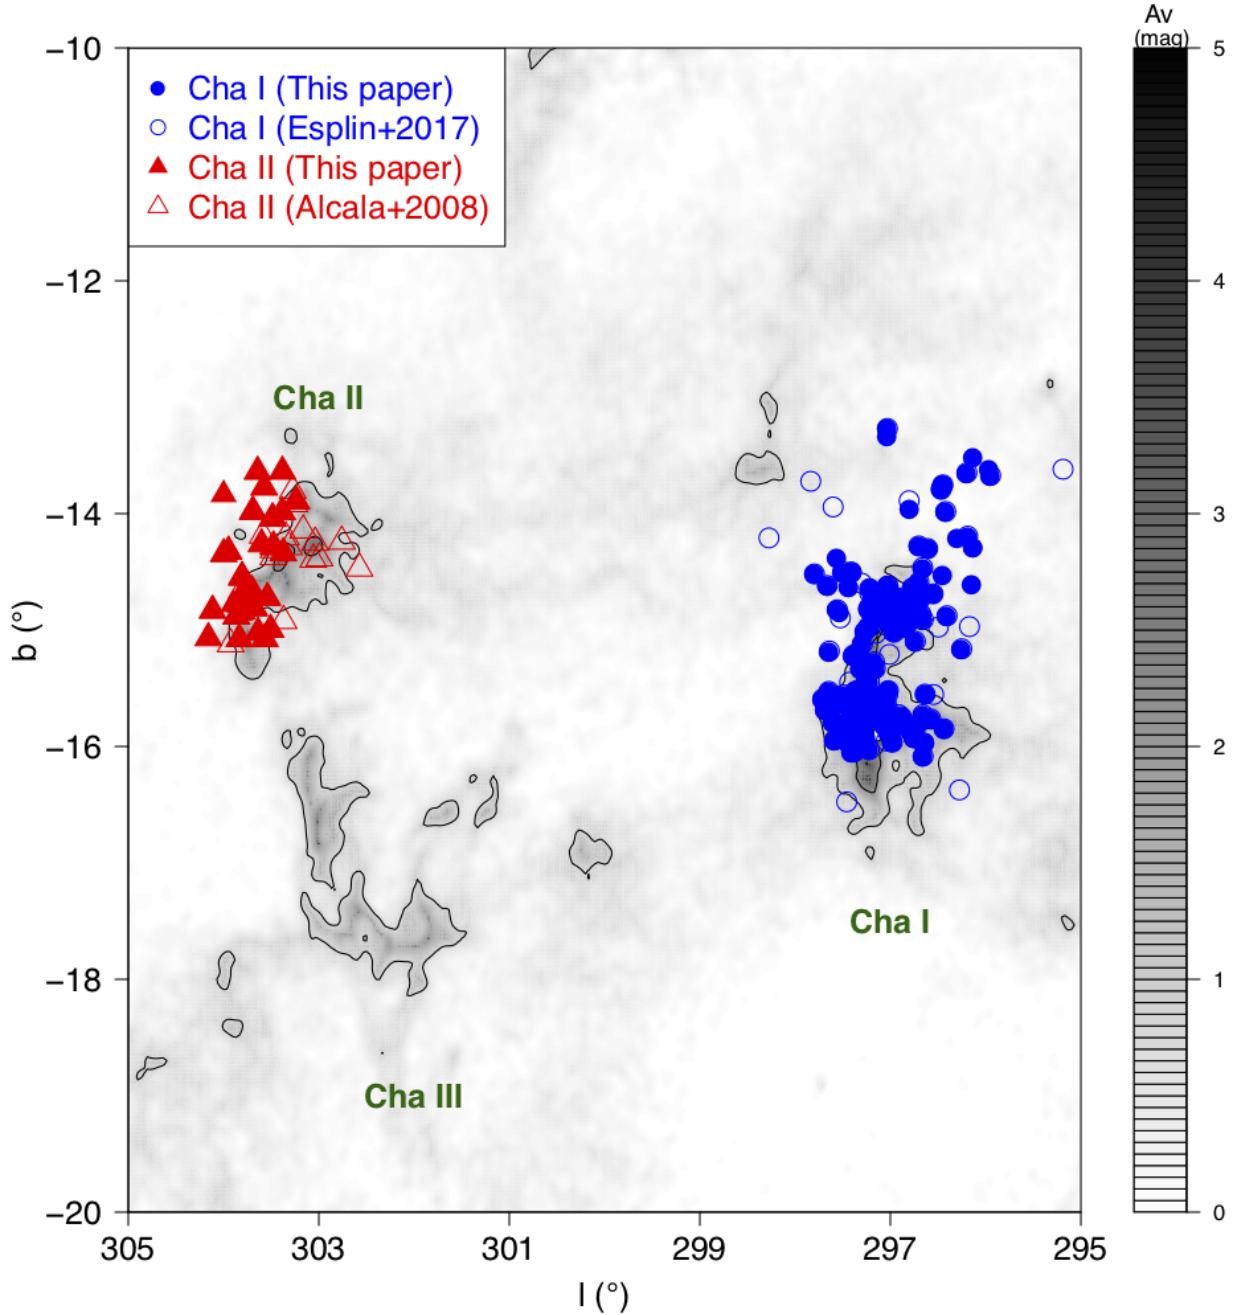 Av
(mag)
Cha I (This paper)
Cha I (Esplin+2017)
Cha II (This paper)
Cha II (Alcala+2008)
−10
−12
−14
−16
−18
−20
b (°)
Cha II
Cha I
Cha III
305
303
301
299
297
295
l (°)
5
4
3
2
1
0